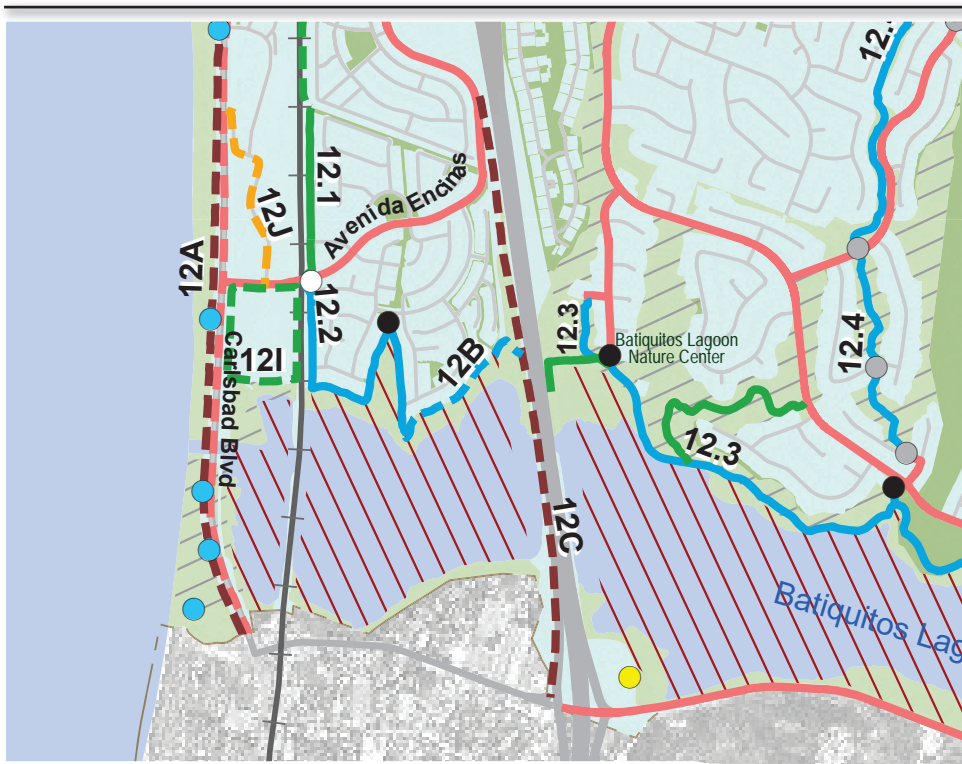 12.
12.1
Avenida Encinas
12J
12A
12.2
12.3
Batiquitos Lagoon
Nature Center
12.4
12B
12I
Carlsbad Blvd
12.3
12C
Batiquitos Lag